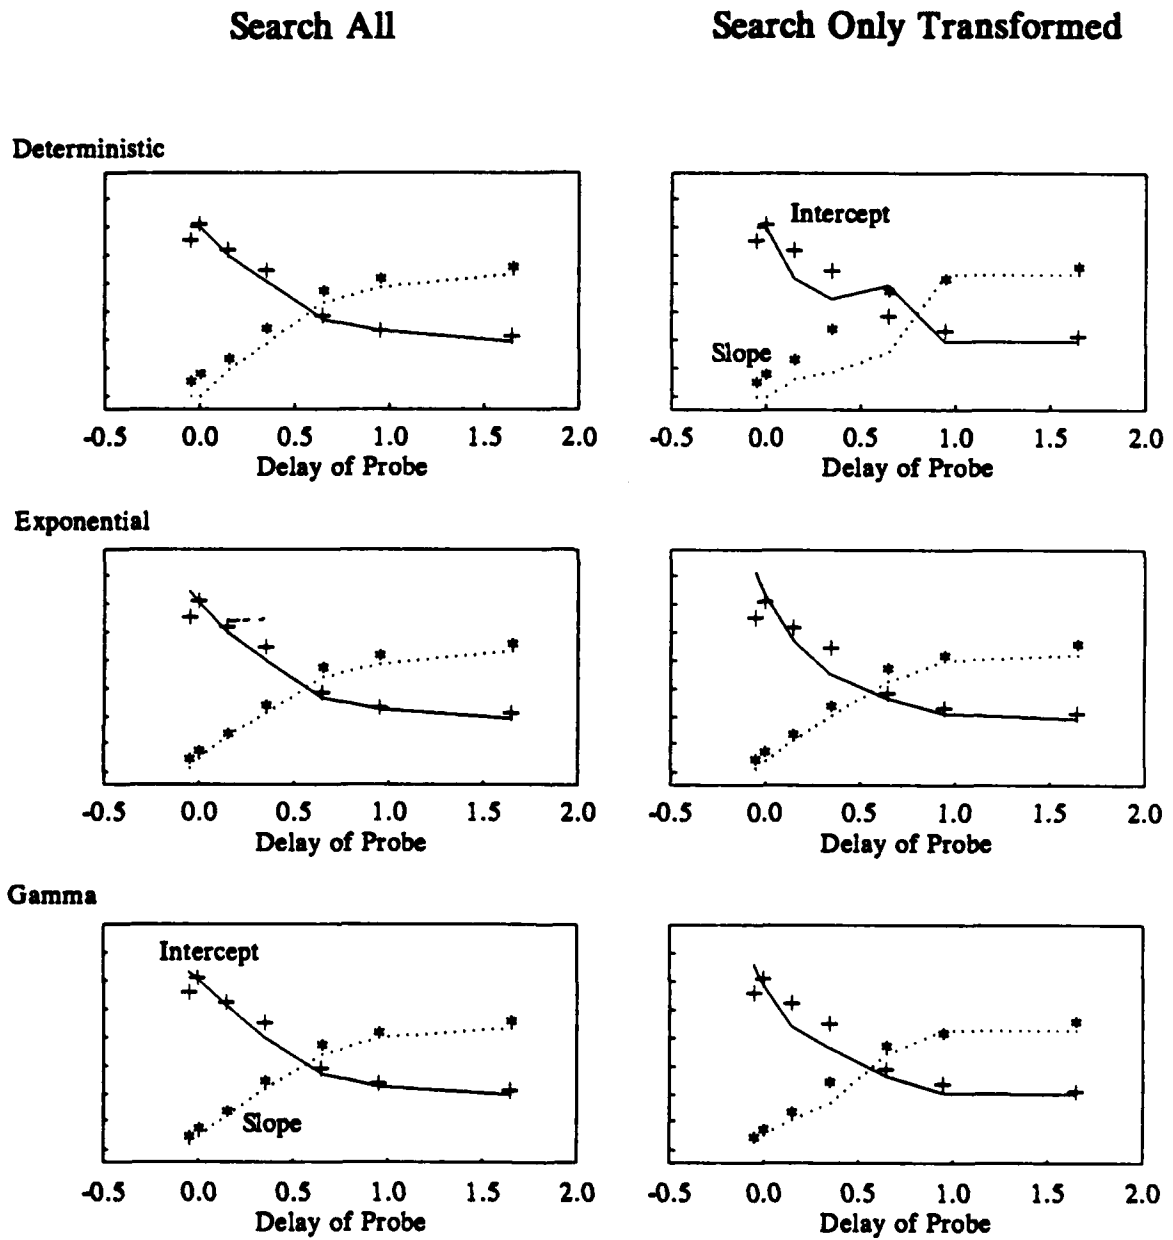 Search All
Search Only Transformed
Deterministic
-0.5 0.0 0.5 1.0 1.5 2.0
Delay of Probe
Intercept
Slope
-0.5 0.0 0.5 1.0 1.5 2.0
Delay of Probe
Exponential
-0.5 0.0 0.5 1.0 1.5 2.0
Delay of Probe
-0.5 0.0 0.5 1.0 1.5 2.0
Delay of Probe
Gamma
Intercept
Slope
-0.5 0.0 0.5 1.0 1.5 2.0
Delay of Probe
-0.5 0.0 0.5 1.0 1.5 2.0
Delay of Probe